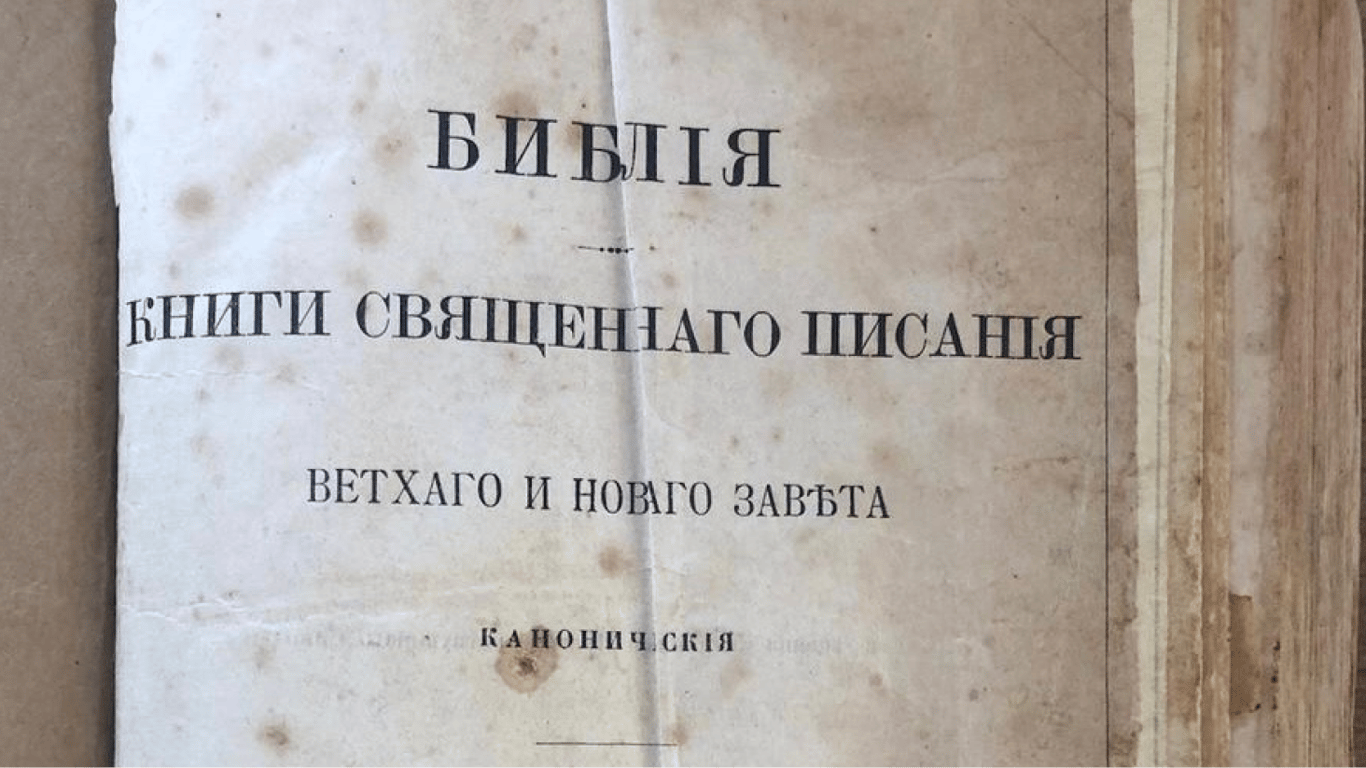 БИБЛІЯ
КНИГИ СВЯЩЕННАГО ПИСАНІЯ
ВЕТХАГО И НОВАГО ЗАВѢТА
КАНОНИЧЕСКІЯ